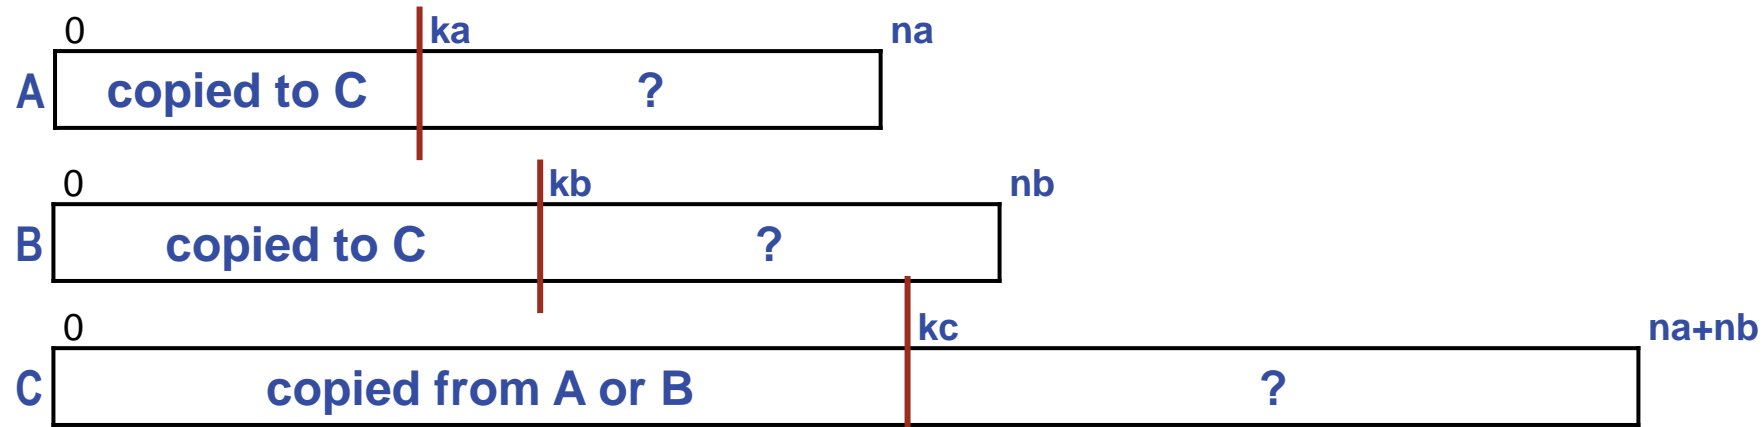 0 ka na
A copied to C ?
0 kb nb
B copied to C ?
0 kc na+nb
C copied from A or B ?